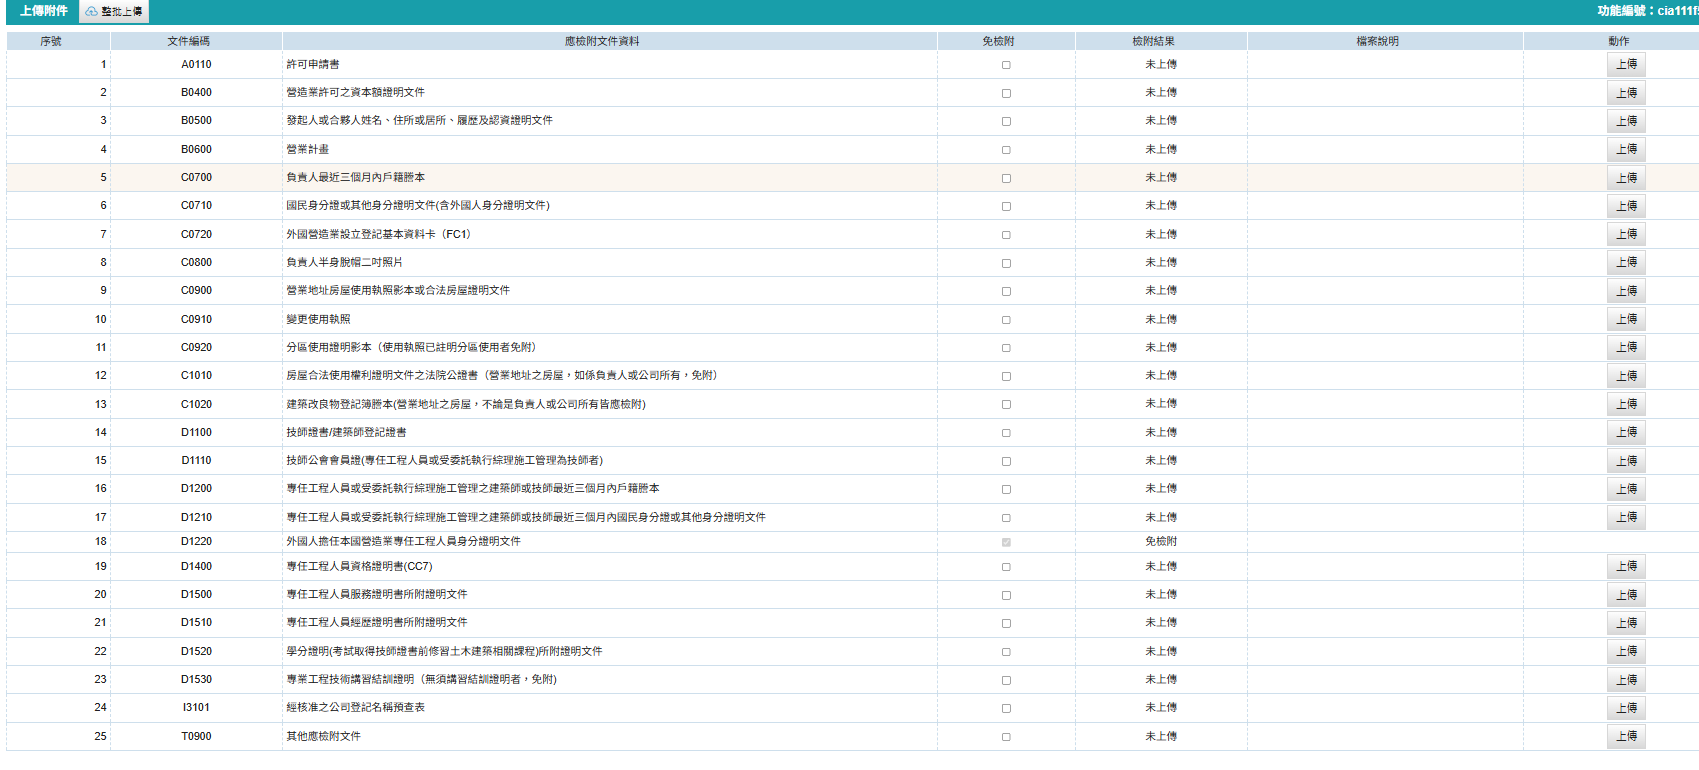 上傳附件 整批上傳 功能編號：cia111f
序號 文件編碼 應檢附文件資料 免檢附 檢附結果 檔案說明 動作
1 A0110 許可申請書 未上傳 上傳
2 B0400 營造業許可之資本額證明文件 未上傳 上傳
3 B0500 發起人或合夥人姓名、住所或居所、履歷及認資證明文件 未上傳 上傳
4 B0600 營業計畫 未上傳 上傳
5 C0700 負責人最近三個月內戶籍謄本 未上傳 上傳
6 C0710 國民身分證或其他身分證明文件(含外國人身分證明文件) 未上傳 上傳
7 C0720 外國營造業設立登記基本資料卡（FC1） 未上傳 上傳
8 C0800 負責人半身脫帽二吋照片 未上傳 上傳
9 C0900 營業地址房屋使用執照影本或合法房屋證明文件 未上傳 上傳
10 C0910 變更使用執照 未上傳 上傳
11 C0920 分區使用證明影本（使用執照已註明分區使用者免附） 未上傳 上傳
12 C1010 房屋合法使用權利證明文件之法院公證書（營業地址之房屋，如係負責人或公司所有，免附） 未上傳 上傳
13 C1020 建築改良物登記簿謄本(營業地址之房屋，不論是負責人或公司所有皆應檢附) 未上傳 上傳
14 D1100 技師證書/建築師登記證書 未上傳 上傳
15 D1110 技師公會會員證(專任工程人員或受委託執行綜理施工管理為技師者) 未上傳 上傳
16 D1200 專任工程人員或受委託執行綜理施工管理之建築師或技師最近三個月內戶籍謄本 未上傳 上傳
17 D1210 專任工程人員或受委託執行綜理施工管理之建築師或技師最近三個月內國民身分證或其他身分證明文件 未上傳 上傳
18 D1220 外國人擔任本國營造業專任工程人員身分證明文件 免檢附
19 D1400 專任工程人員資格證明書(CC7) 未上傳 上傳
20 D1500 專任工程人員服務證明書所附證明文件 未上傳 上傳
21 D1510 專任工程人員經歷證明書所附證明文件 未上傳 上傳
22 D1520 學分證明(考試取得技師證書前修習土木建築相關課程)所附證明文件 未上傳 上傳
23 D1530 專業工程技術講習結訓證明（無須講習結訓證明者，免附) 未上傳 上傳
24 I3101 經核准之公司登記名稱預查表 未上傳 上傳
25 T0900 其他應檢附文件 未上傳 上傳